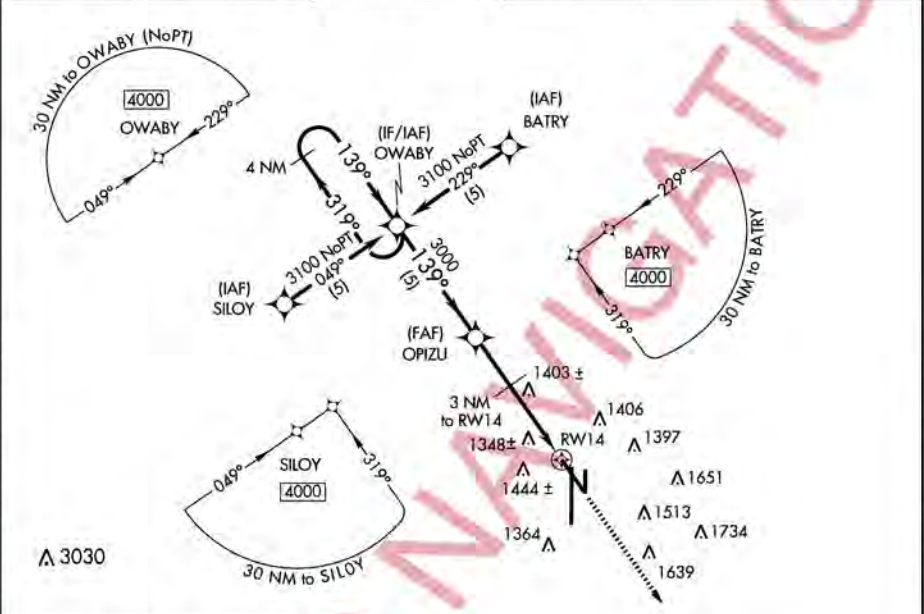 30 NM to OWABY (NoPT)
4000
OWABY
229°
049°
(IAF)
BATRY
(IF/IAF)
OWABY
4 NM
139°
319°
3100 NoPT
229°
(5)
3100 NoPT
049°
(5)
(IAF)
SILOY
3000
139°
(5)
(FAF)
OPIZU
229°
BATRY
4000
319°
30 NM to BATRY
3 NM
to RW14
1403 ±
1406
1348±
RW14
1397
1444 ±
1651
1513
1734
1364
1639
049°
SILOY
4000
319°
30 NM to SILOY
3030
NAVIGATIO